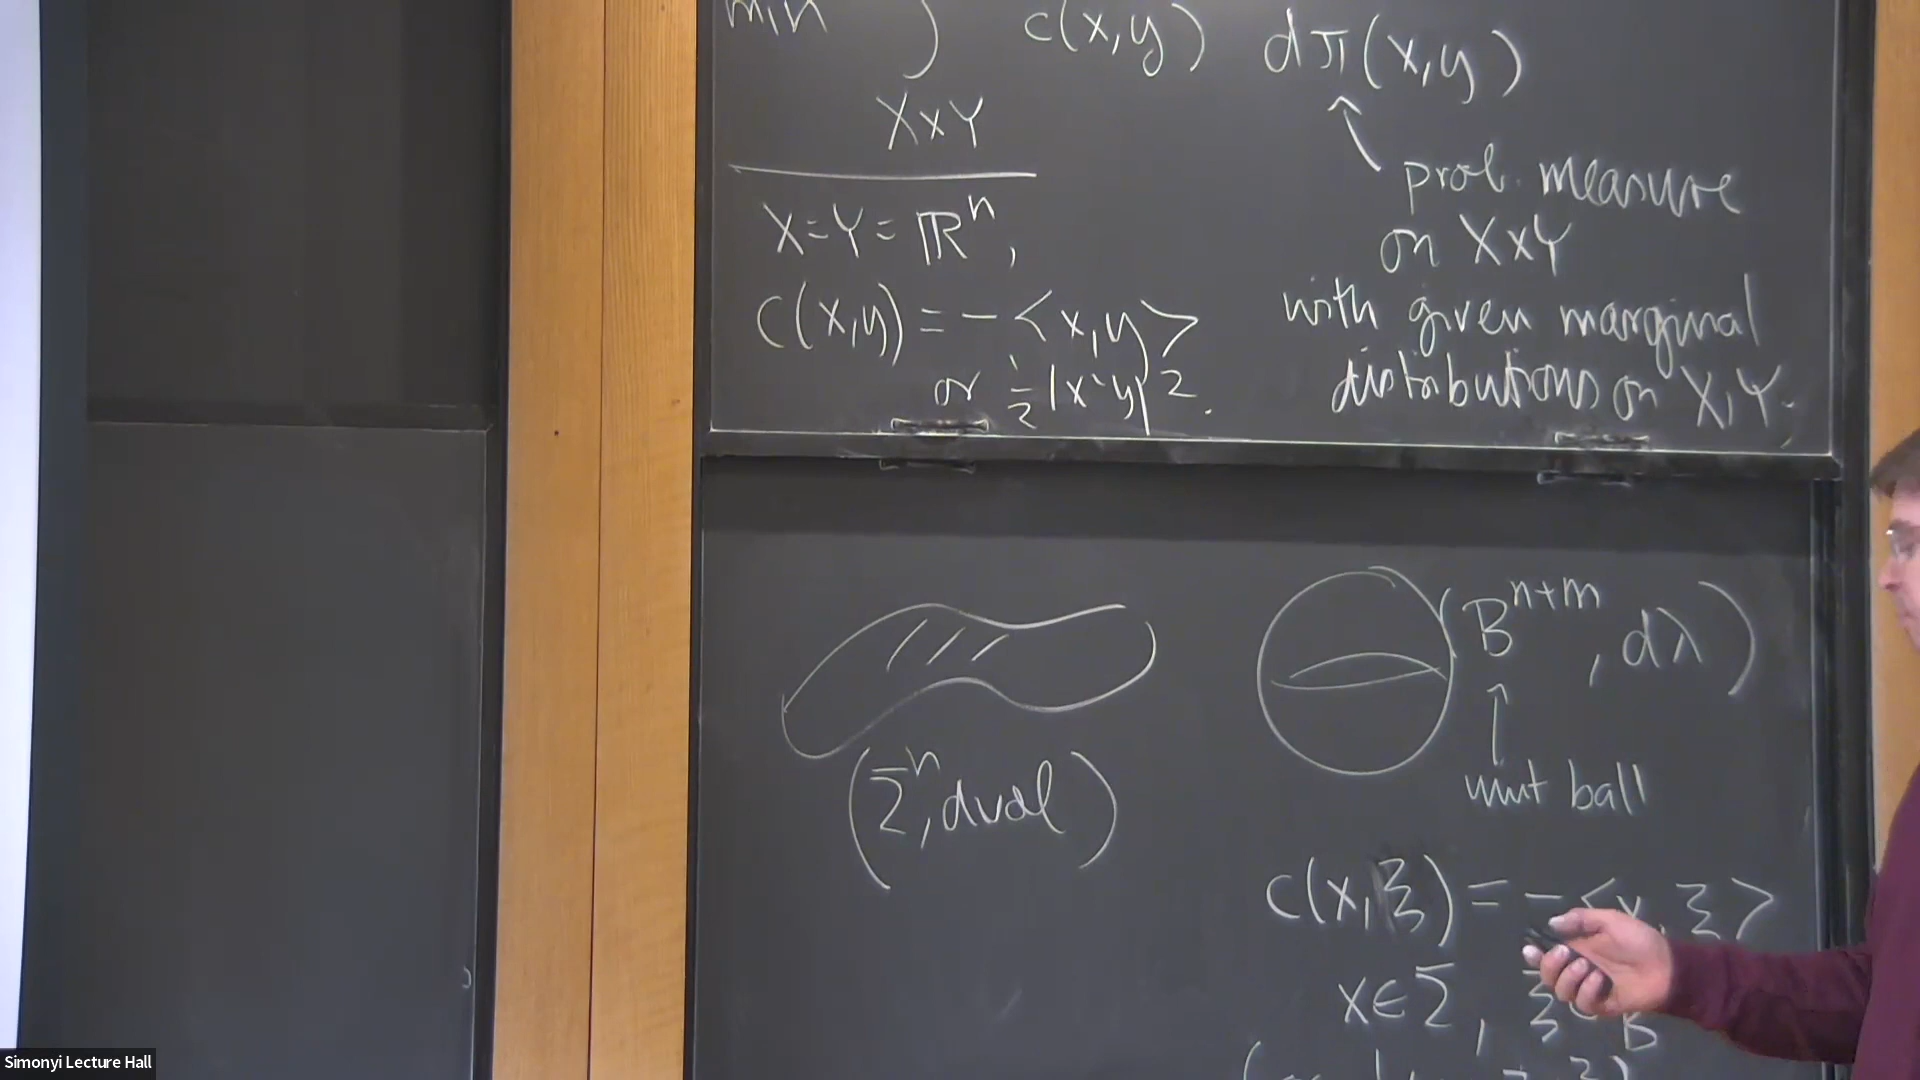 min ∫ c(x,y) dπ(x,y)
X×Y
X=Y=ℝⁿ,
c(x,y) = -<x,y>
or ½|x-y|².
↑ prob. measure
on X×Y
with given marginal
distributions on X,Y.
(Σⁿ, dvol)
(Bⁿ⁺ᵐ, dλ)
↑
unit ball
c(x,ξ) = -<x,ξ>
x∈Σ, ξ∈B
Simonyi Lecture Hall